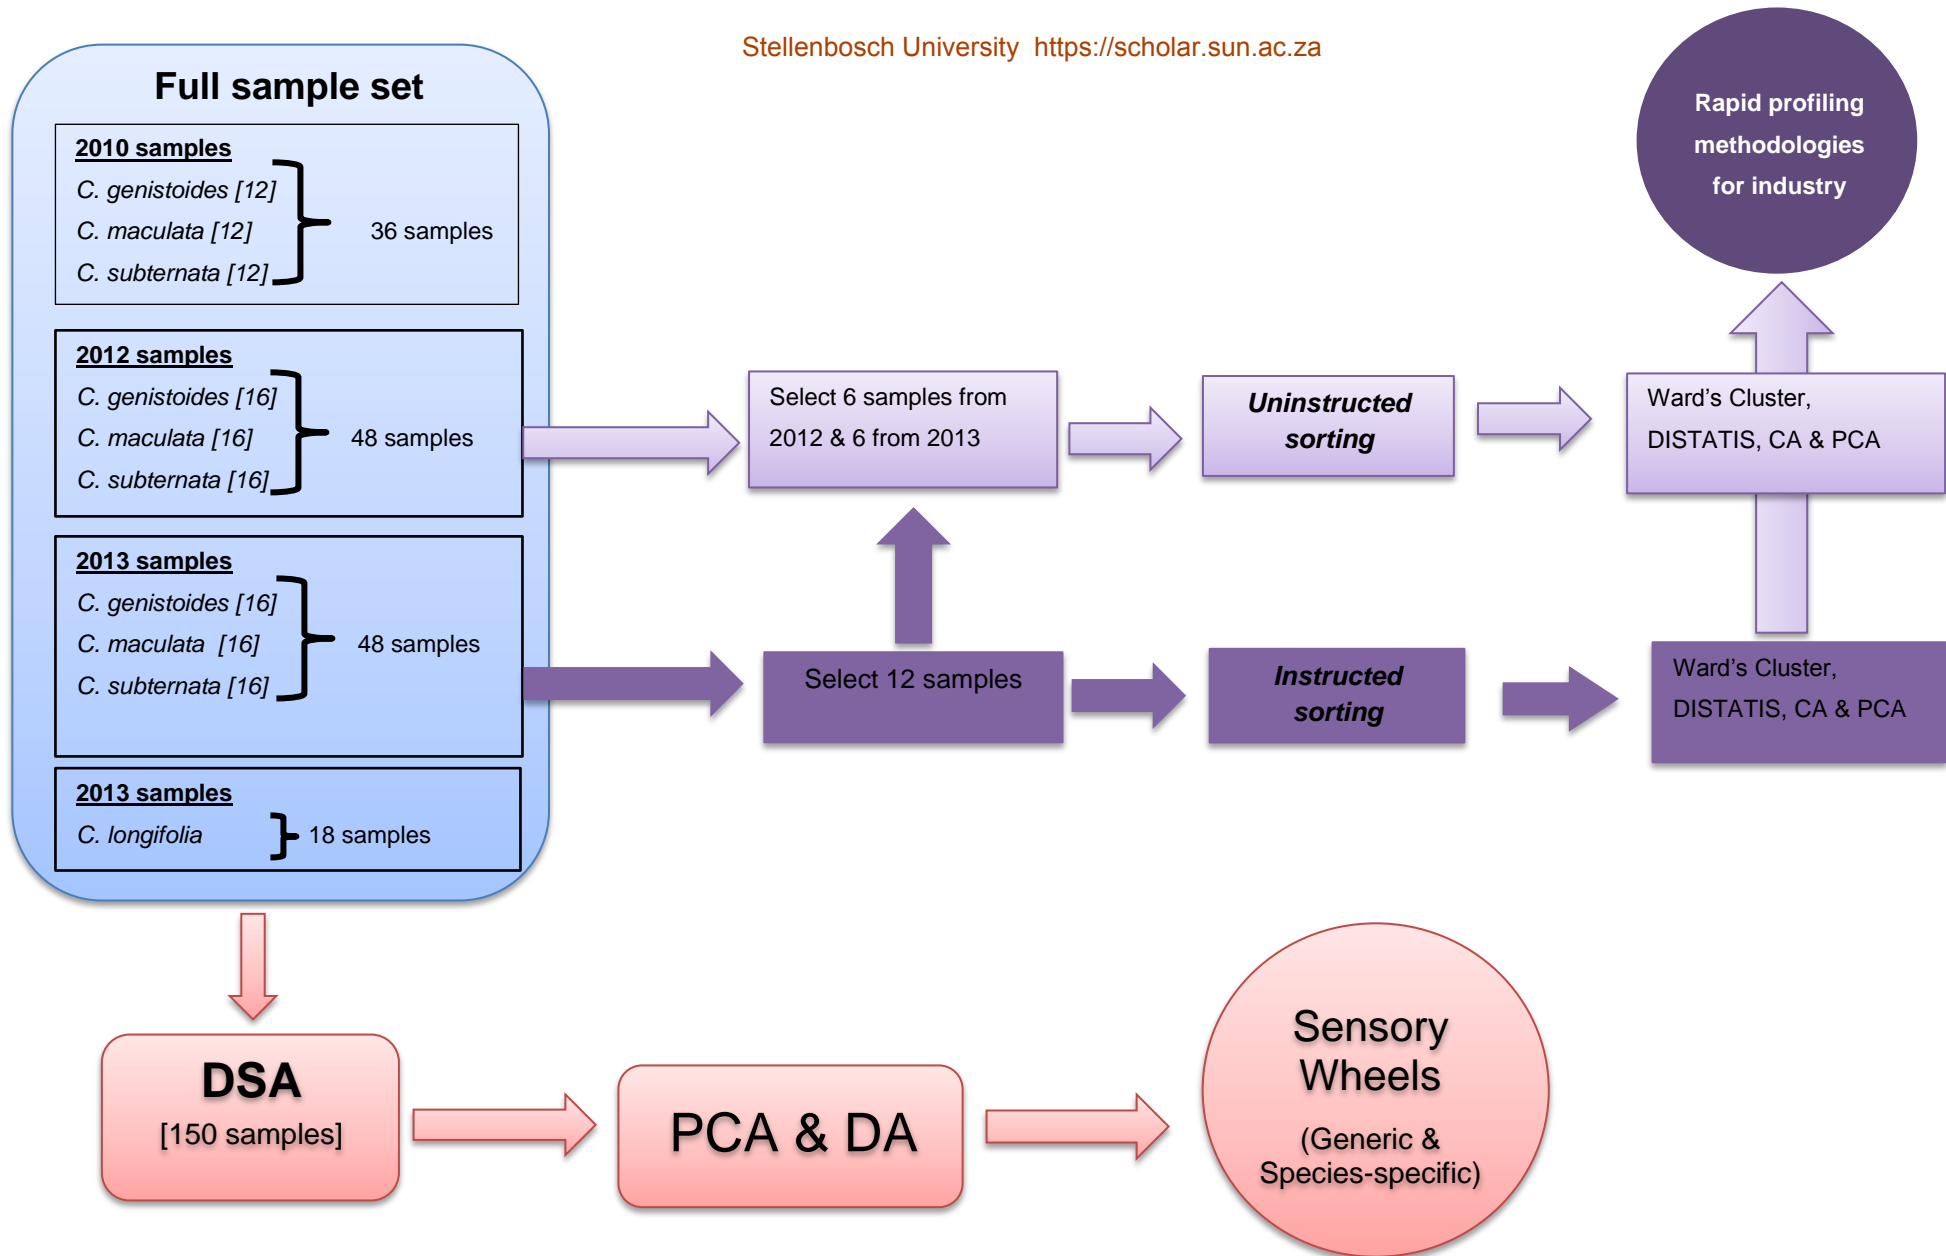 Stellenbosch University  https://scholar.sun.ac.za
Full sample set
2010 samples
C. genistoides [12]
C. maculata [12]
C. subternata [12]
36 samples
2012 samples
C. genistoides [16]
C. maculata [16]
C. subternata [16]
48 samples
2013 samples
C. genistoides [16]
C. maculata  [16]
C. subternata [16]
48 samples
2013 samples
C. longifolia
18 samples
Select 6 samples from
2012 & 6 from 2013
Uninstructed
sorting
Ward’s Cluster,
DISTATIS, CA & PCA
Rapid profiling
methodologies
for industry
Select 12 samples
Instructed
sorting
Ward’s Cluster,
DISTATIS, CA & PCA
DSA
[150 samples]
PCA & DA
Sensory
Wheels
(Generic &
Species-specific)